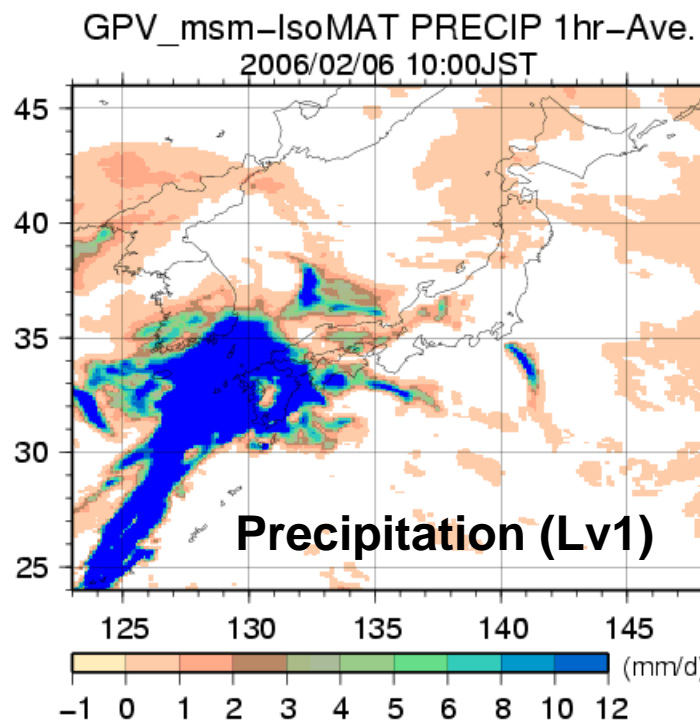 GPV_msm-IsoMAT PRECIP 1hr-Ave.
2006/02/06 10:00JST
45
40
35
30
25
Precipitation (Lv1)
125 130 135 140 145
(mm/d)
-1 0 1 2 3 4 5 6 8 10 12